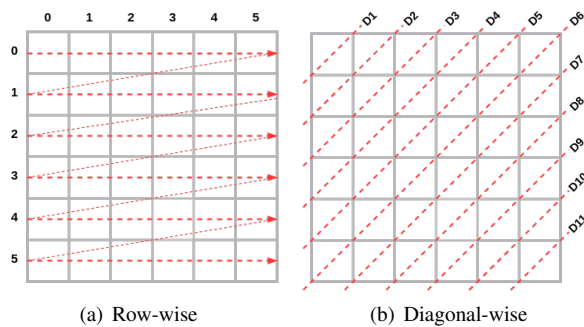 0 1 2 3 4 5
0
1
2
3
4
5
D1 D2 D3 D4 D5 D6
D7
D8
D9
D10
D11
(a) Row-wise
(b) Diagonal-wise